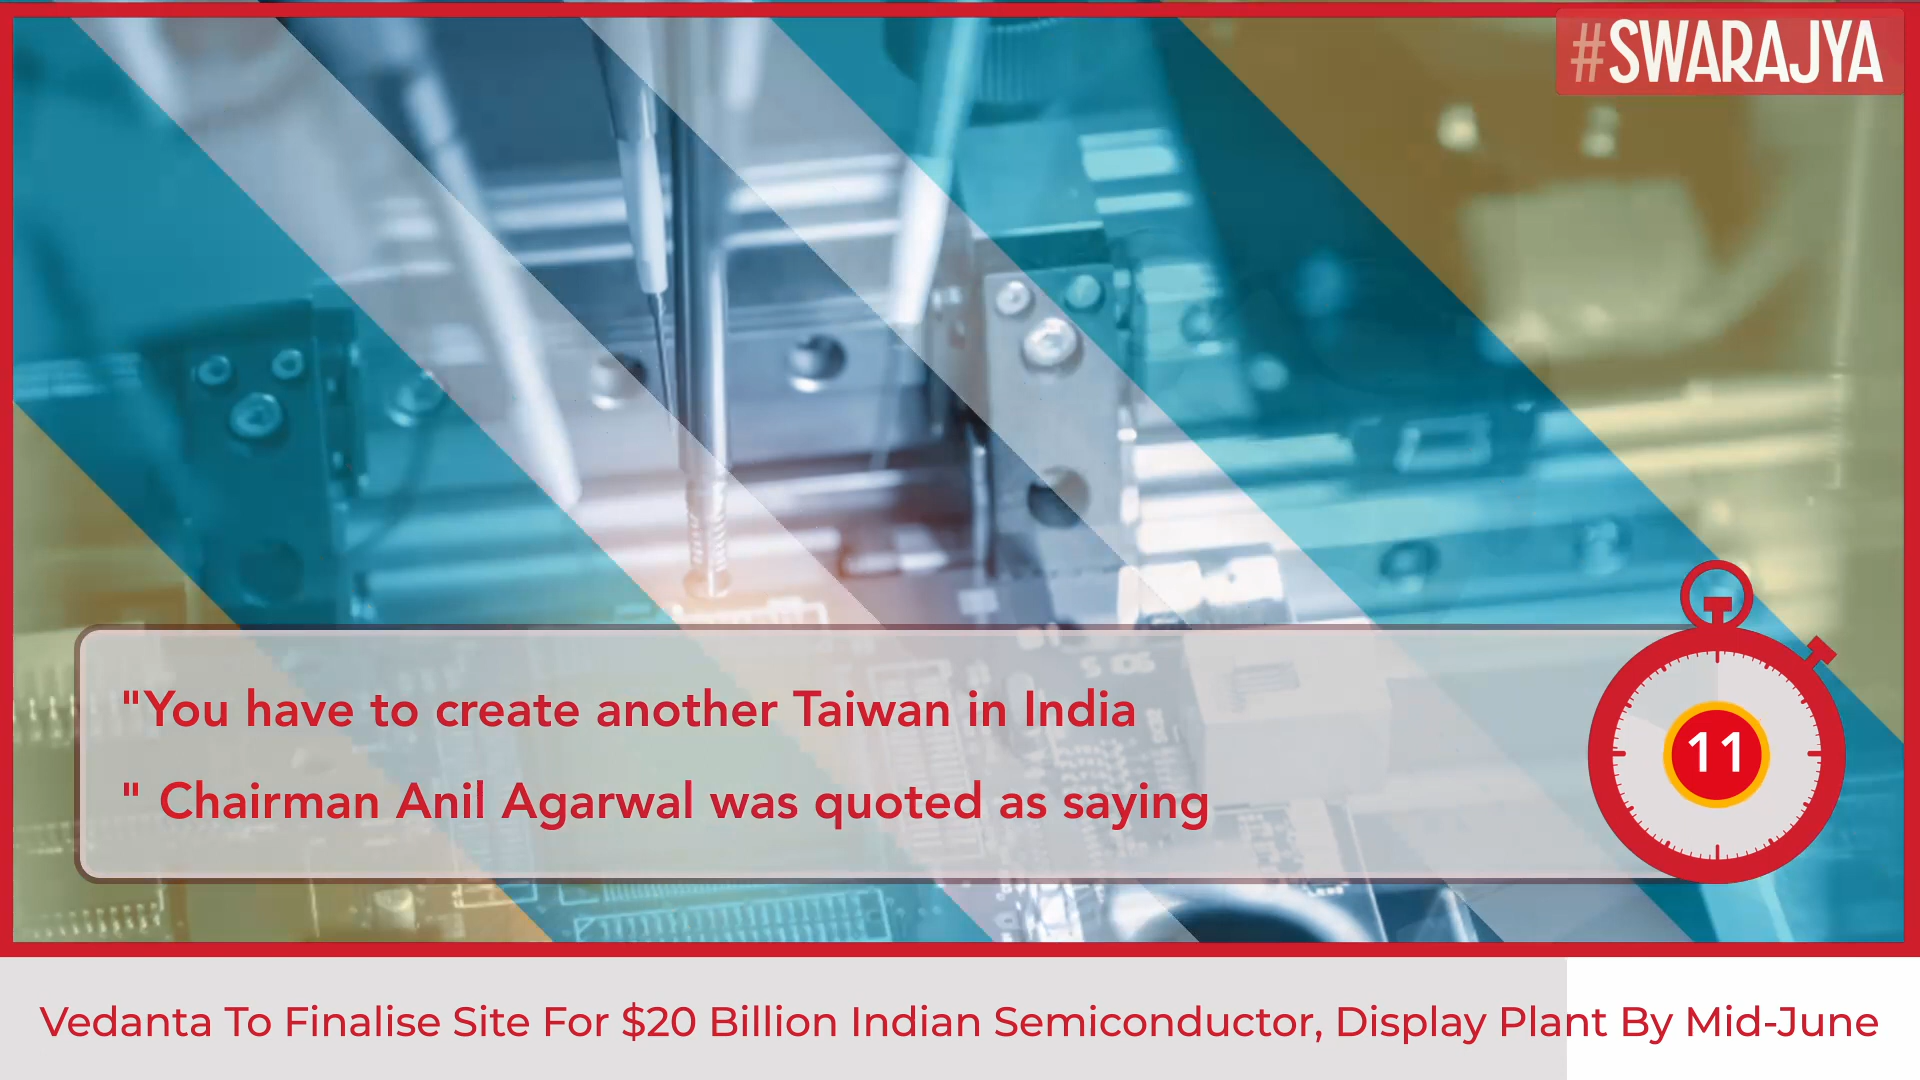 #SWARAJYA
"You have to create another Taiwan in India
" Chairman Anil Agarwal was quoted as saying
11
Vedanta To Finalise Site For $20 Billion Indian Semiconductor, Display Plant By Mid-June